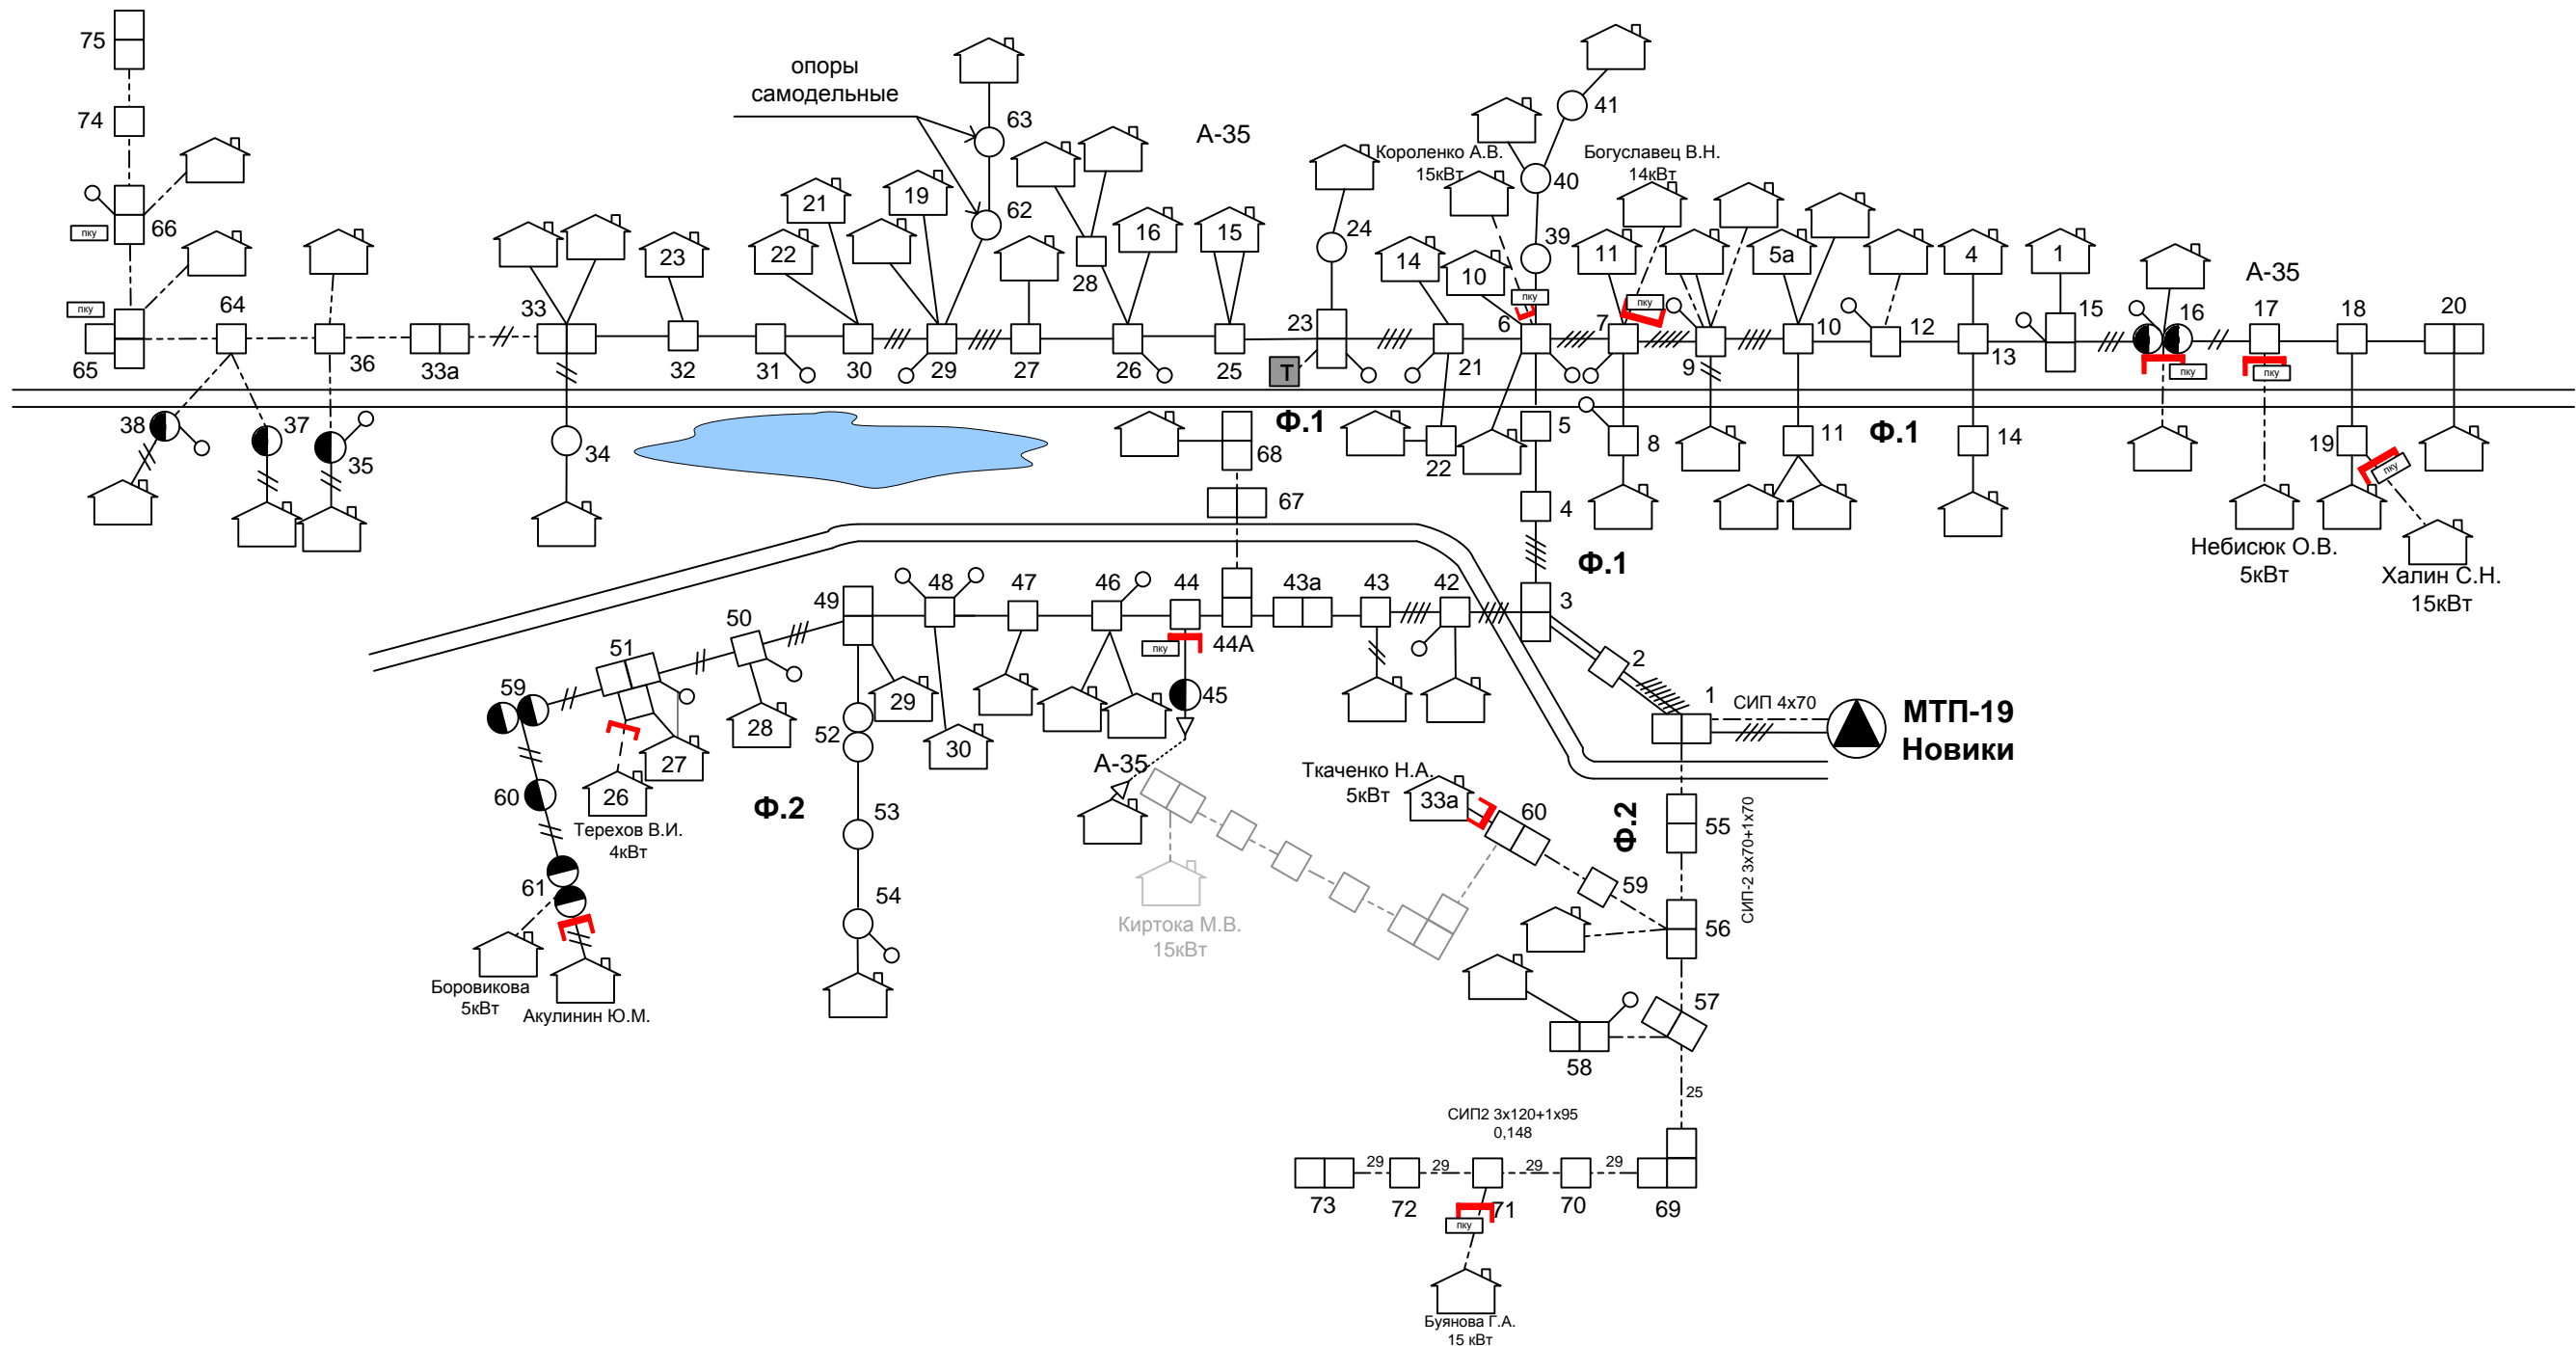 75
опоры
самодельные
63
41
74
А-35
Короленко А.В.
15кВт
Богуславец В.Н.
14кВт
40
66
пку
21
19
62
16
15
24
39
22
23
28
14
10
11
5а
4
1
А-35
пку
64
33
пку
пку
23
6
7
10
12
15
16
17
18
20
65
36
33а
32
31
30
29
27
26
25
Т
21
9
13
пку
пку
38
37
35
34
68
Ф.1
22
5
8
11
Ф.1
14
19
пку
67
4
Ф.1
Небисюк О.В.
5кВт
Халин С.Н.
15кВт
49
48
47
46
44
43а
43
42
3
50
пку
44А
51
2
59
45
1
СИП 4х70
МТП-19
Новики
29
28
52
30
27
А-35
Ткаченко Н.А.
5кВт
60
26
Ф.2
33а
60
Ф.2
55
СИП-2 3х70+1х70
Терехов В.И.
4кВт
53
61
59
54
Киртока М.В.
15кВт
56
Боровикова
5кВт
Акулинин Ю.М.
57
58
25
СИП2 3х120+1х95
0,148
29
29
29
29
73
72
71
70
69
пку
Буянова Г.А.
15 кВт